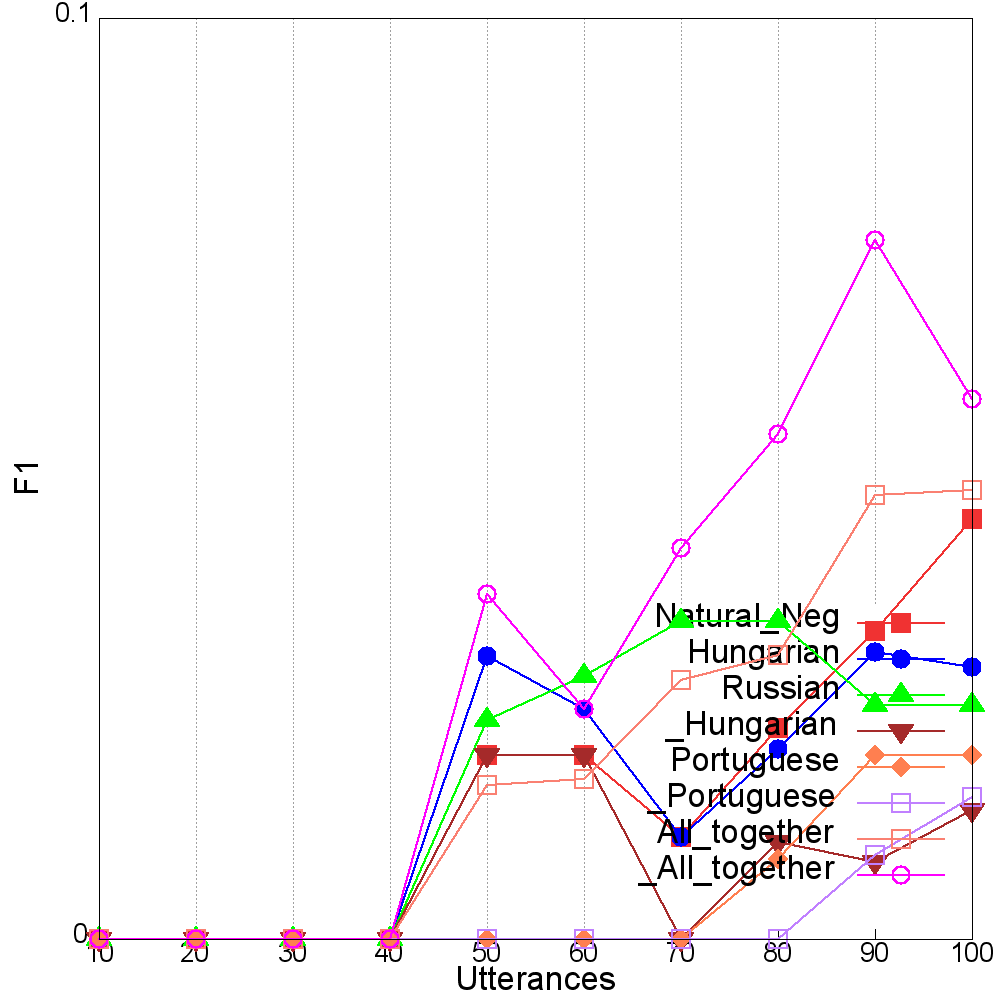 0.1
F1
Natural_Neg
Hungarian
Russian
_Hungarian
Portuguese
_Portuguese
_All_together
_All_together
0
10 20 30 40 50 60 70 80 90 100
Utterances